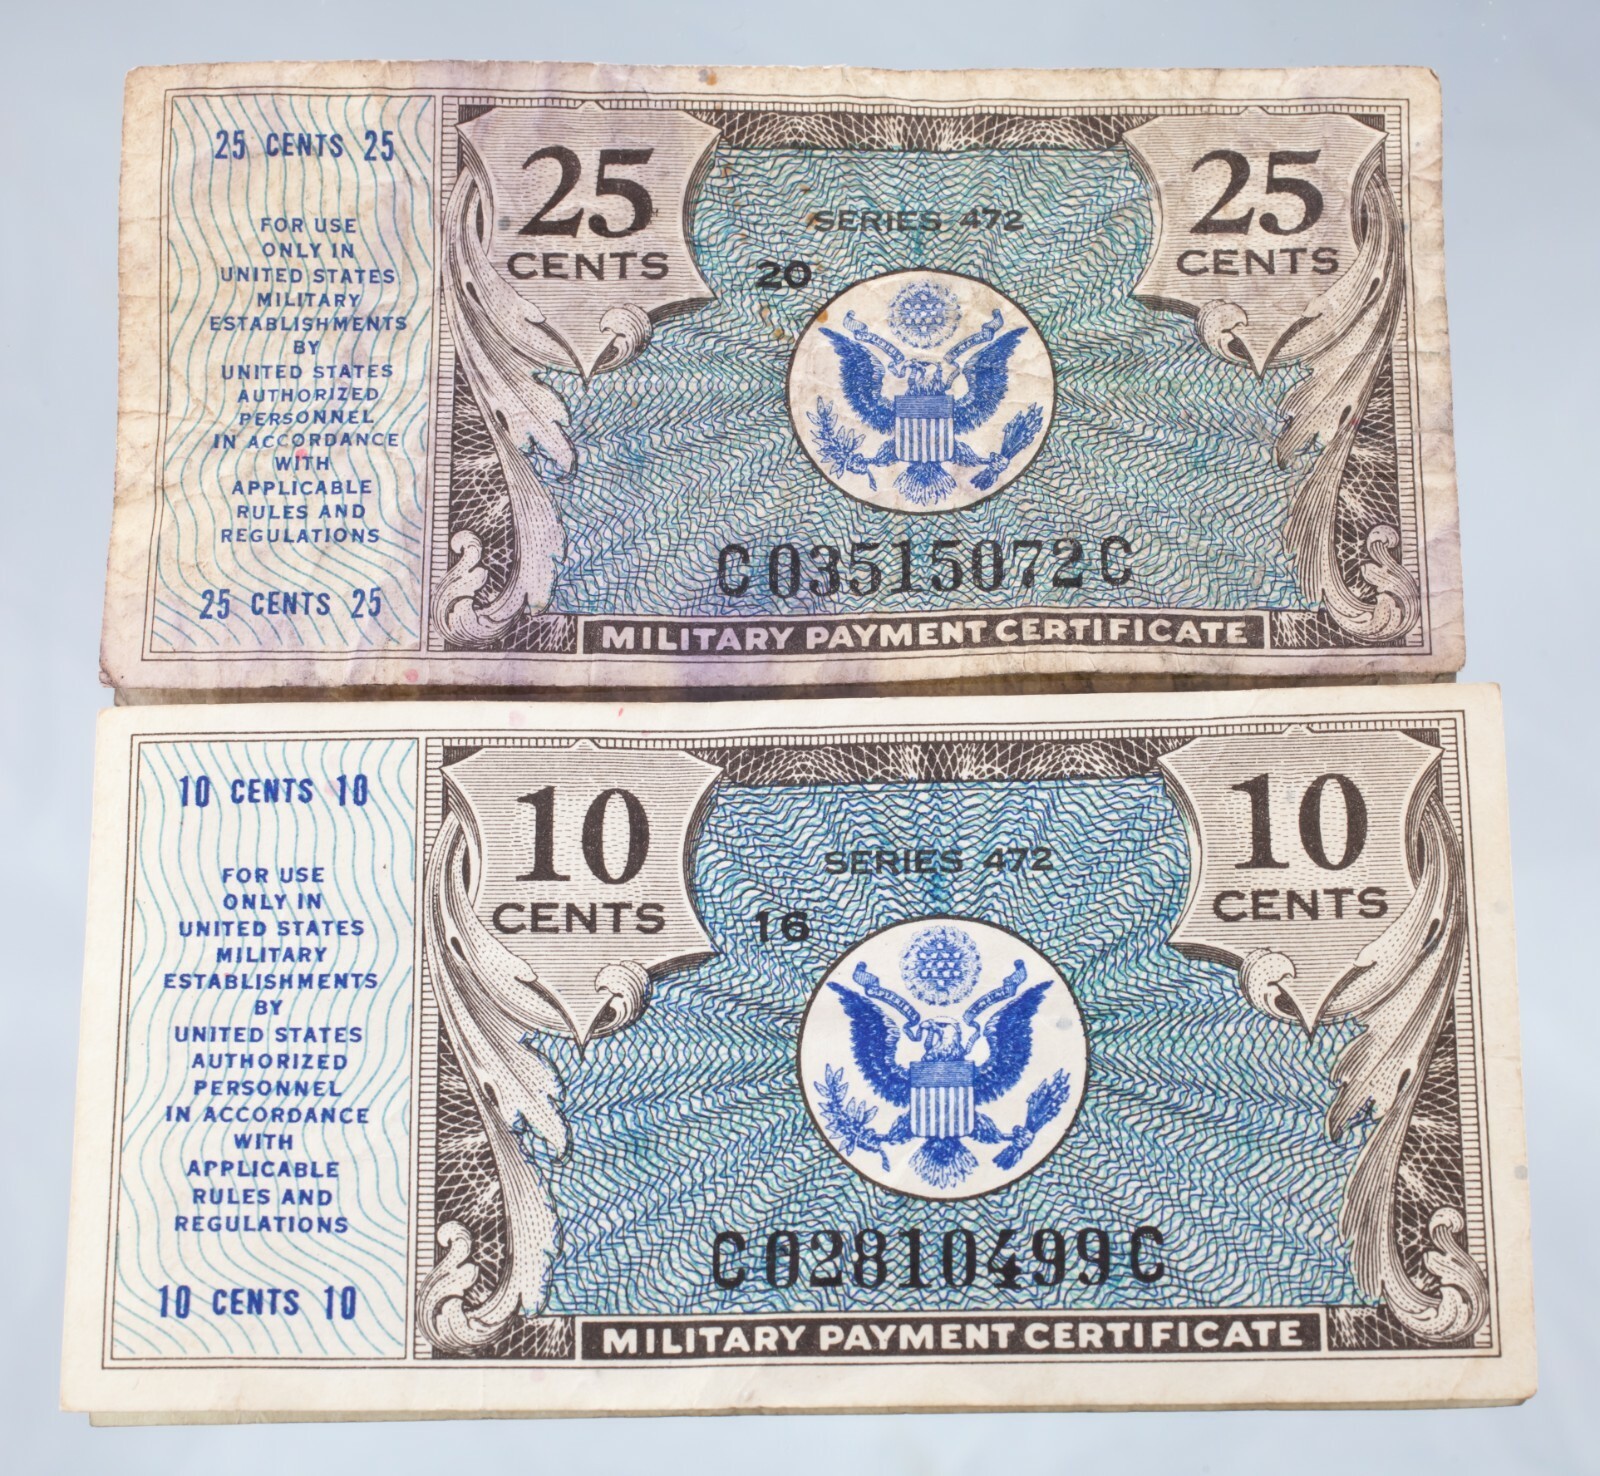 25 CENTS 25
FOR USE
ONLY IN
UNITED STATES
MILITARY
ESTABLISHMENTS
BY
UNITED STATES
AUTHORIZED
PERSONNEL
IN ACCORDANCE
WITH
APPLICABLE
RULES AND
REGULATIONS
25 CENTS 25
25
CENTS
SERIES 472
20
25
CENTS
C03515072C
MILITARY PAYMENT CERTIFICATE
10 CENTS 10
FOR USE
ONLY IN
UNITED STATES
MILITARY
ESTABLISHMENTS
BY
UNITED STATES
AUTHORIZED
PERSONNEL
IN ACCORDANCE
WITH
APPLICABLE
RULES AND
REGULATIONS
10 CENTS 10
10
CENTS
SERIES 472
16
10
CENTS
C02810499C
MILITARY PAYMENT CERTIFICATE